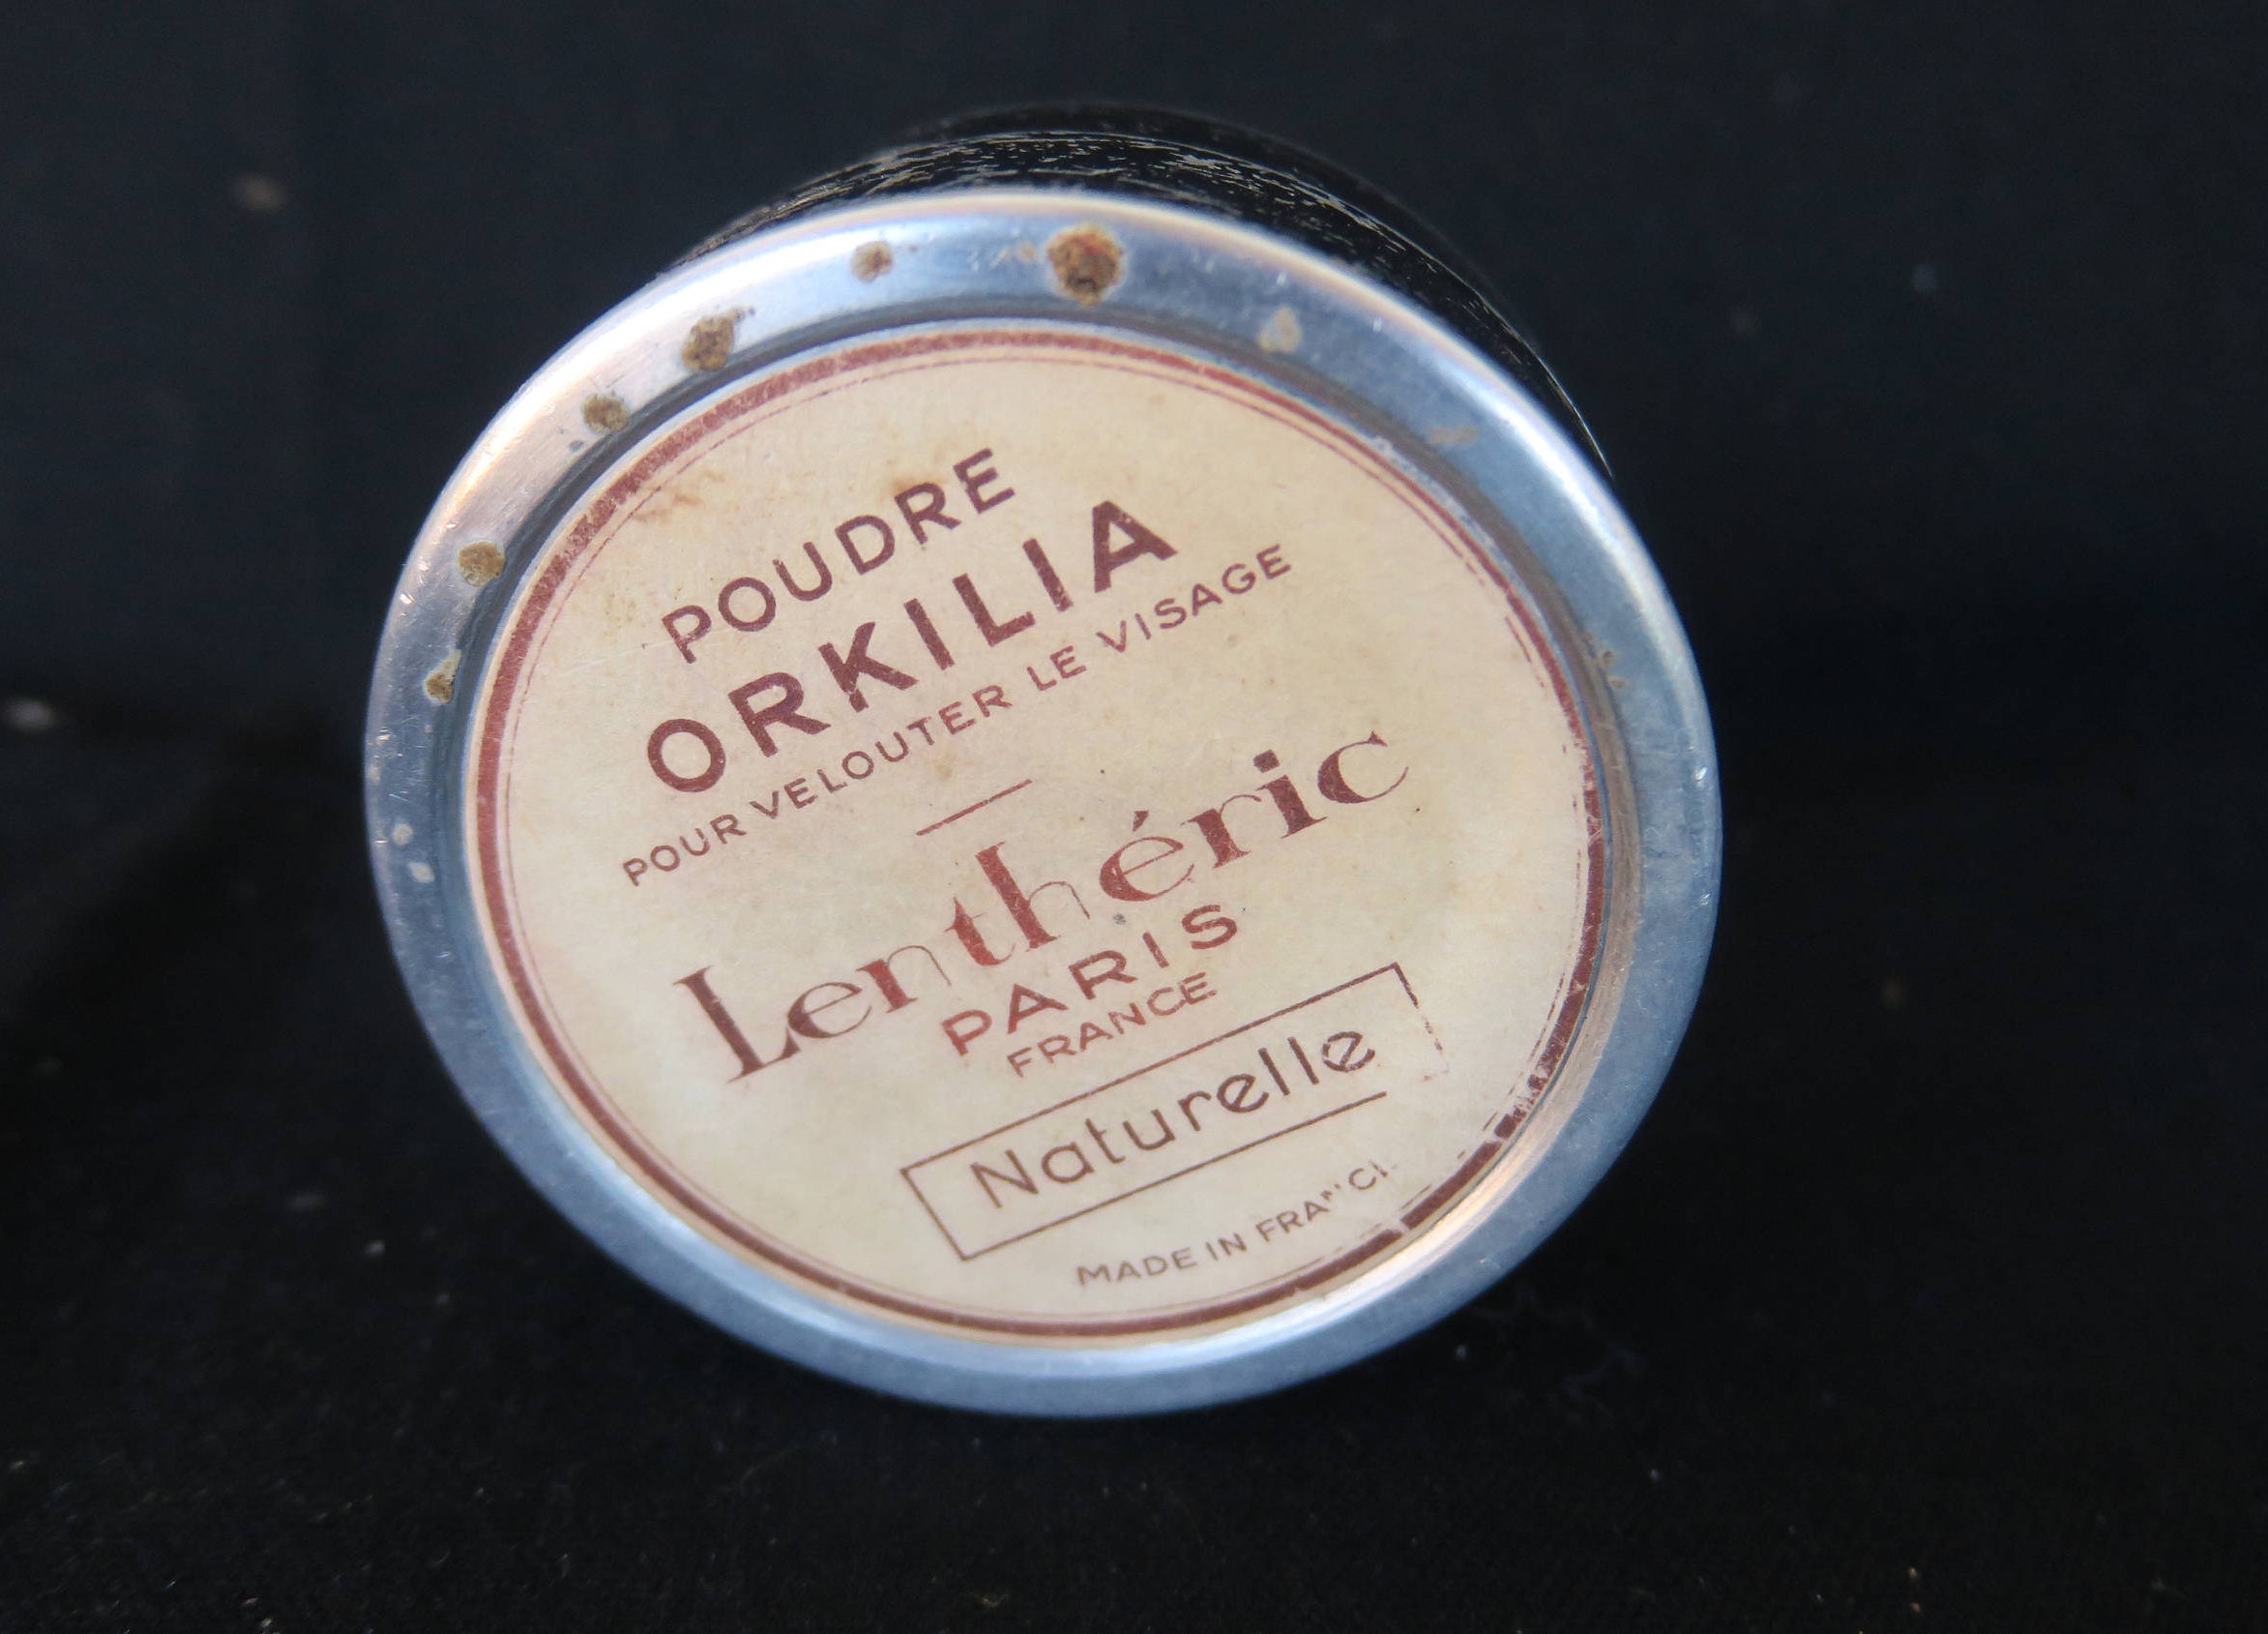 POUDRE
ORKILIA
POUR VELOUTER LE VISAGE
Lenthéric
PARIS
FRANCE
Naturelle
MADE IN FRANCE